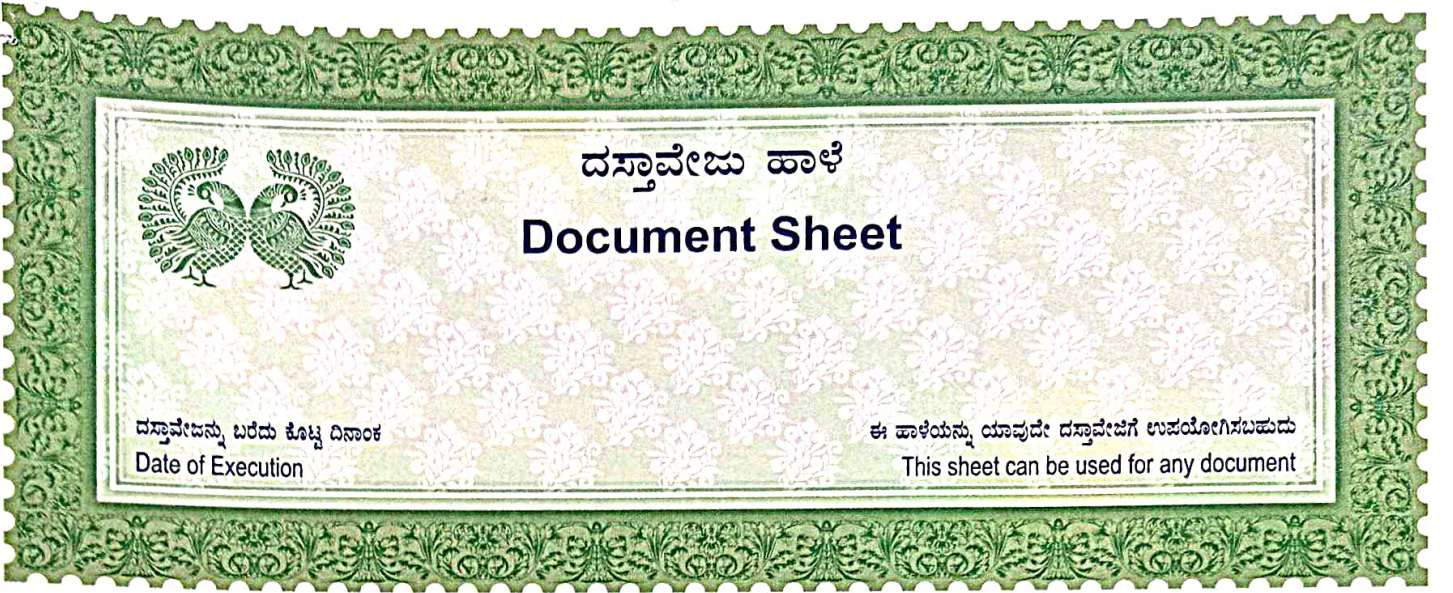 ದಸ್ತಾವೇಜು ಹಾಳೆ
Document Sheet
ದಸ್ತಾವೇಜನ್ನು ಬರೆದು ಕೊಟ್ಟ ದಿನಾಂಕ
Date of Execution
ಈ ಹಾಳೆಯನ್ನು ಯಾವುದೇ ದಸ್ತಾವೇಜಿಗೆ ಉಪಯೋಗಿಸಬಹುದು
This sheet can be used for any document